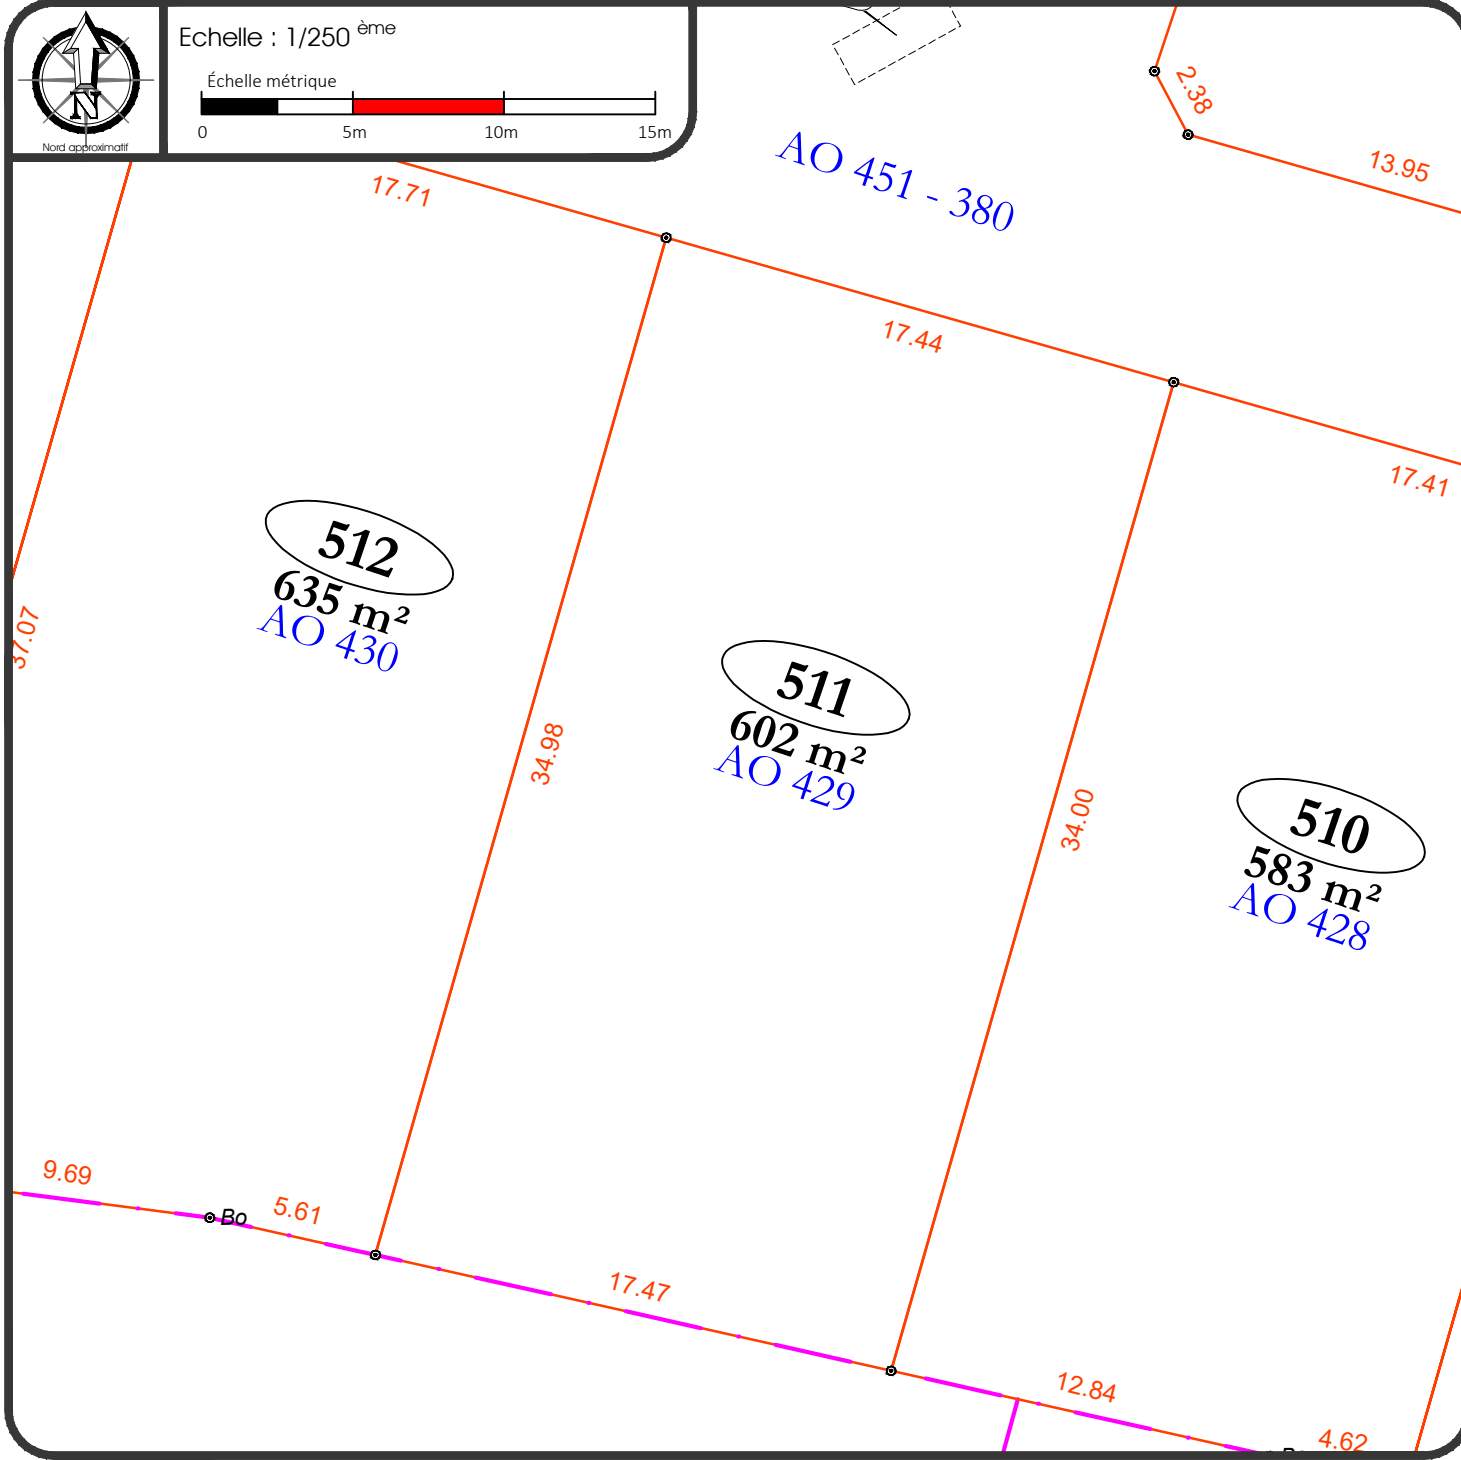 Echelle : 1/250 ème
Échelle métrique
0 5m 10m 15m
N
Nord approximatif
2.38
13.95
AO 451 - 380
17.71
17.44
17.41
512
635 m²
AO 430
37.07
511
602 m²
AO 429
34.98
34.00
510
583 m²
AO 428
9.69
Bo
5.61
17.47
12.84
4.62